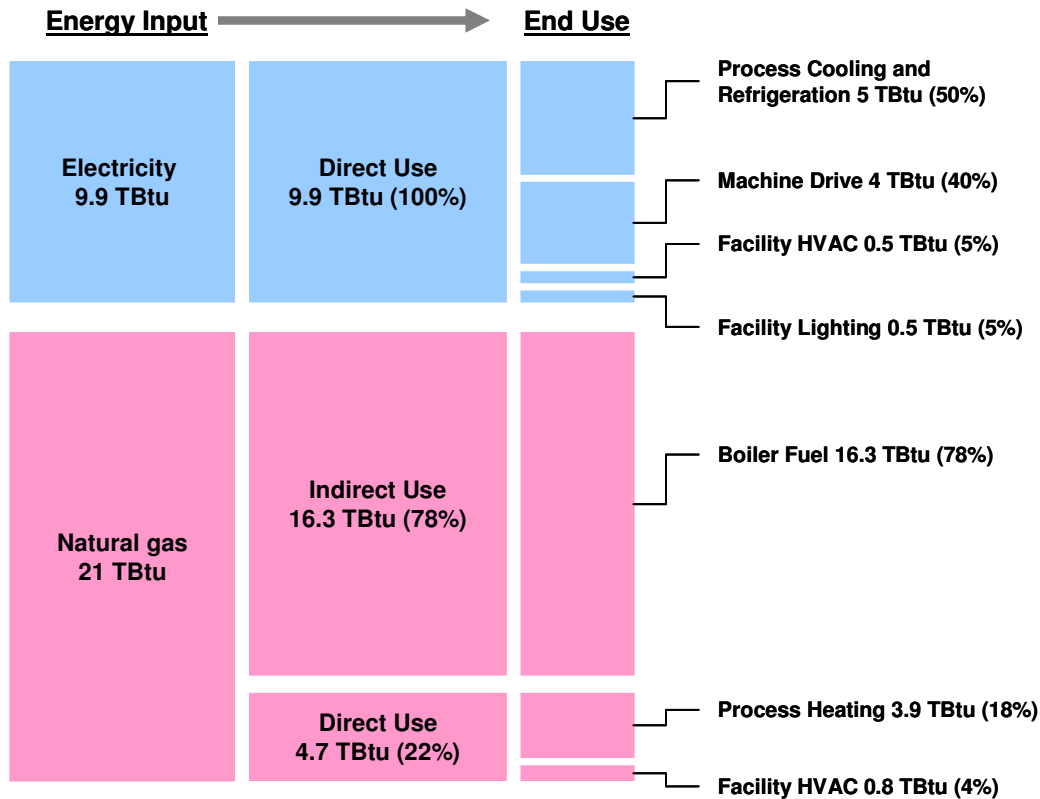 Energy Input
End Use
Process Cooling and
Refrigeration 5 TBtu (50%)
Electricity
9.9 TBtu
Direct Use
9.9 TBtu (100%)
Machine Drive 4 TBtu (40%)
Facility HVAC 0.5 TBtu (5%)
Facility Lighting 0.5 TBtu (5%)
Natural gas
21 TBtu
Indirect Use
16.3 TBtu (78%)
Boiler Fuel 16.3 TBtu (78%)
Direct Use
4.7 TBtu (22%)
Process Heating 3.9 TBtu (18%)
Facility HVAC 0.8 TBtu (4%)